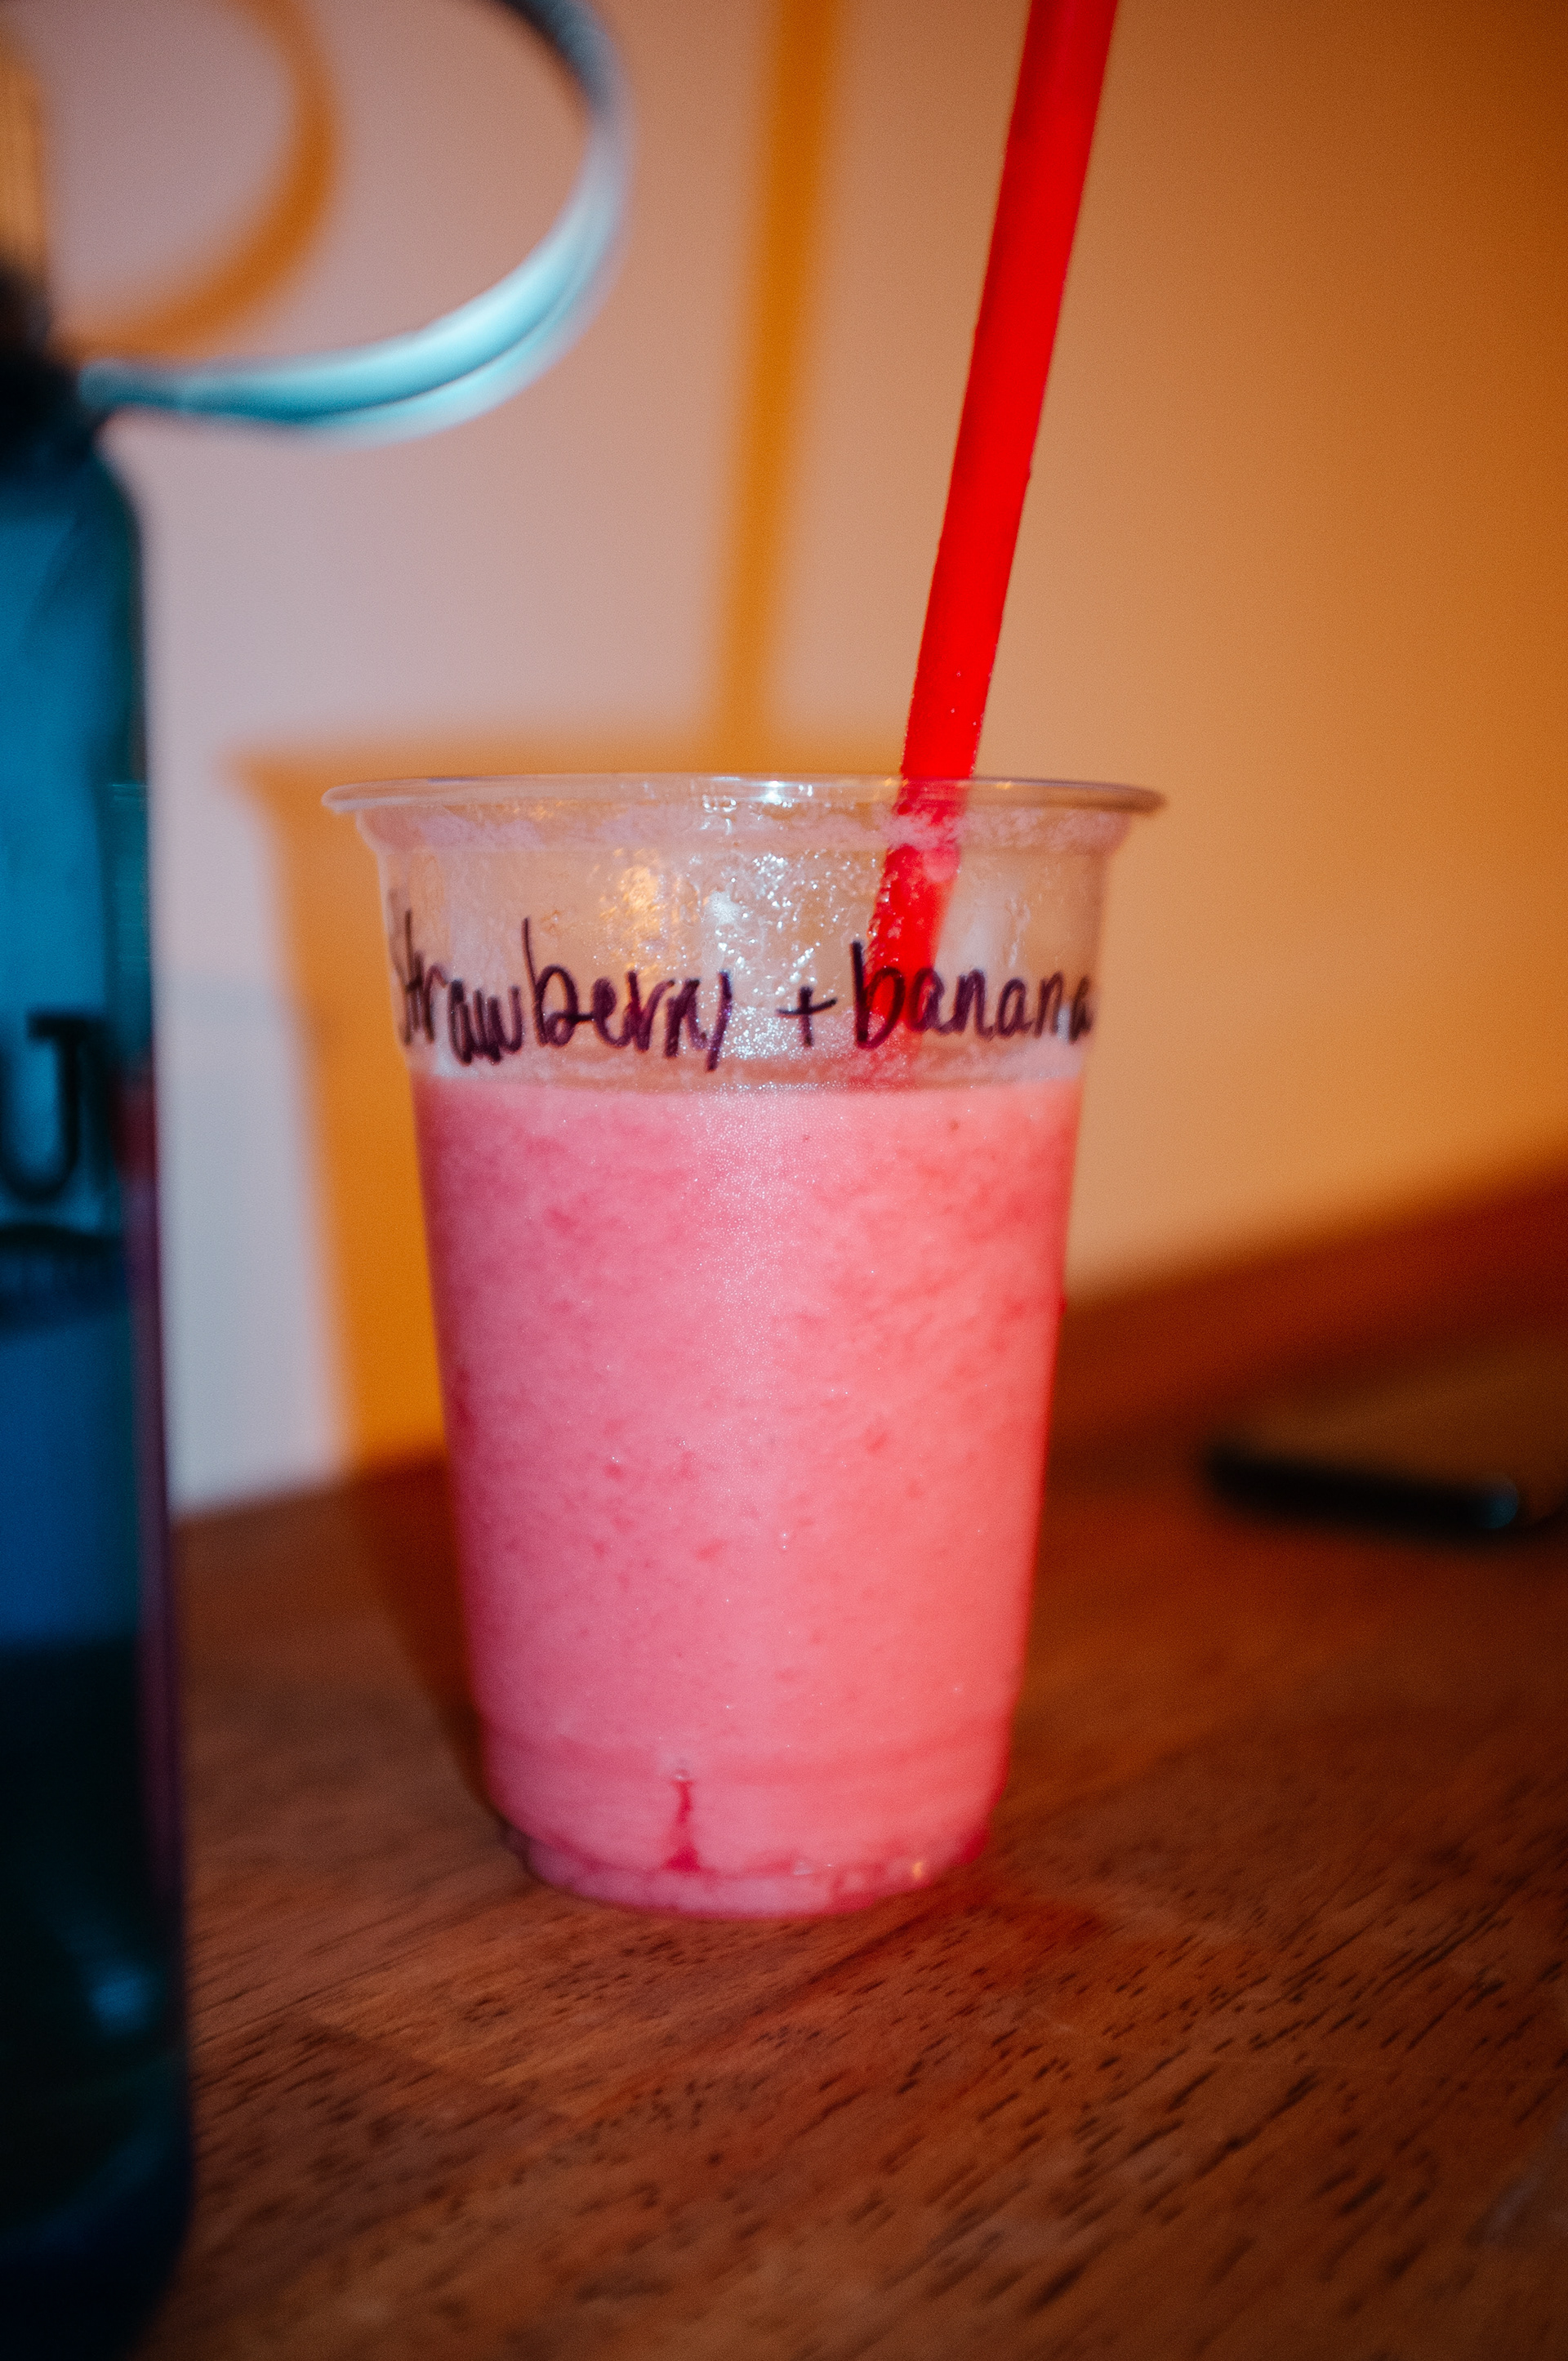 Strawberry + banana